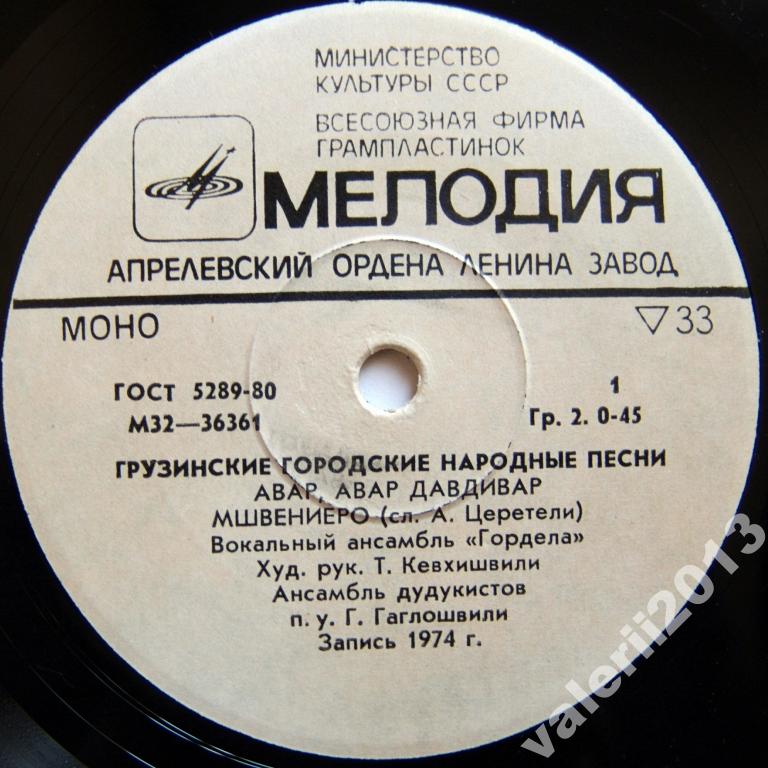 МИНИСТЕРСТВО
КУЛЬТУРЫ СССР
ВСЕСОЮЗНАЯ ФИРМА
ГРАМПЛАСТИНОК
МЕЛОДИЯ
АПРЕЛЕВСКИЙ ОРДЕНА ЛЕНИНА ЗАВОД
МОНО ▽33
ГОСТ 5289-80 1
М32—36361 Гр. 2. 0-45
ГРУЗИНСКИЕ ГОРОДСКИЕ НАРОДНЫЕ ПЕСНИ
АВАР, АВАР ДАВДИВАР
МШВЕНИЕРО (сл. А. Церетели)
Вокальный ансамбль «Гордела»
Худ. рук. Т. Кевхишвили
Ансамбль дудукистов
п. у. Г. Гаглошвили
Запись 1974 г.
valerii2013